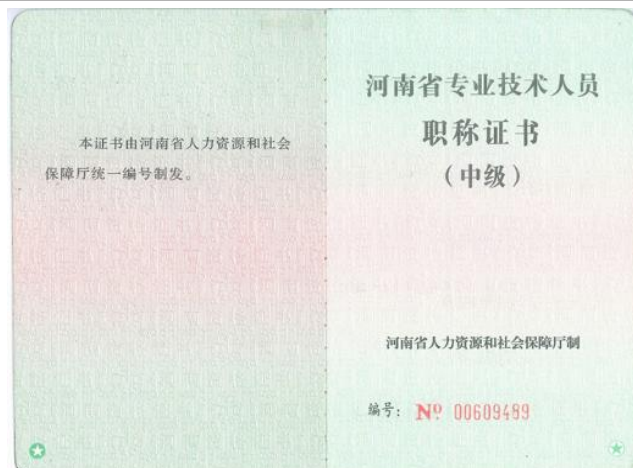 本证书由河南省人力资源和社会
保障厅统一编号制发。
河南省专业技术人员
职称证书
（中级）
河南省人力资源和社会保障厅制
编号： Nº 00609489